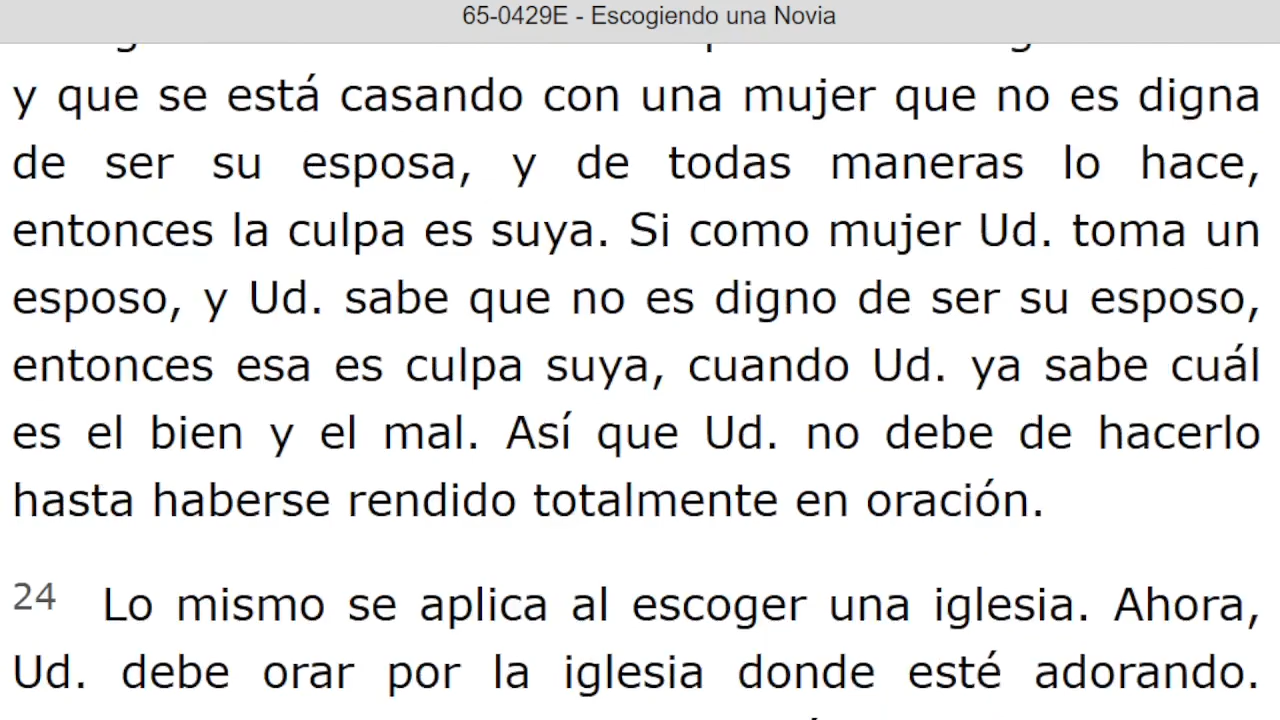 65-0429E - Escogiendo una Novia
y que se está casando con una mujer que no es digna
de ser su esposa, y de todas maneras lo hace,
entonces la culpa es suya. Si como mujer Ud. toma un
esposo, y Ud. sabe que no es digno de ser su esposo,
entonces esa es culpa suya, cuando Ud. ya sabe cuál
es el bien y el mal. Así que Ud. no debe de hacerlo
hasta haberse rendido totalmente en oración.
24 Lo mismo se aplica al escoger una iglesia. Ahora,
Ud. debe orar por la iglesia donde esté adorando.